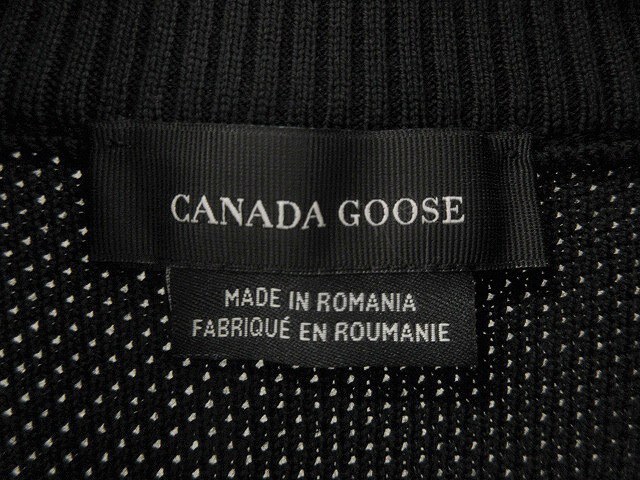 CANADA GOOSE
MADE IN ROMANIA
FABRIQUÉ EN ROUMANIE